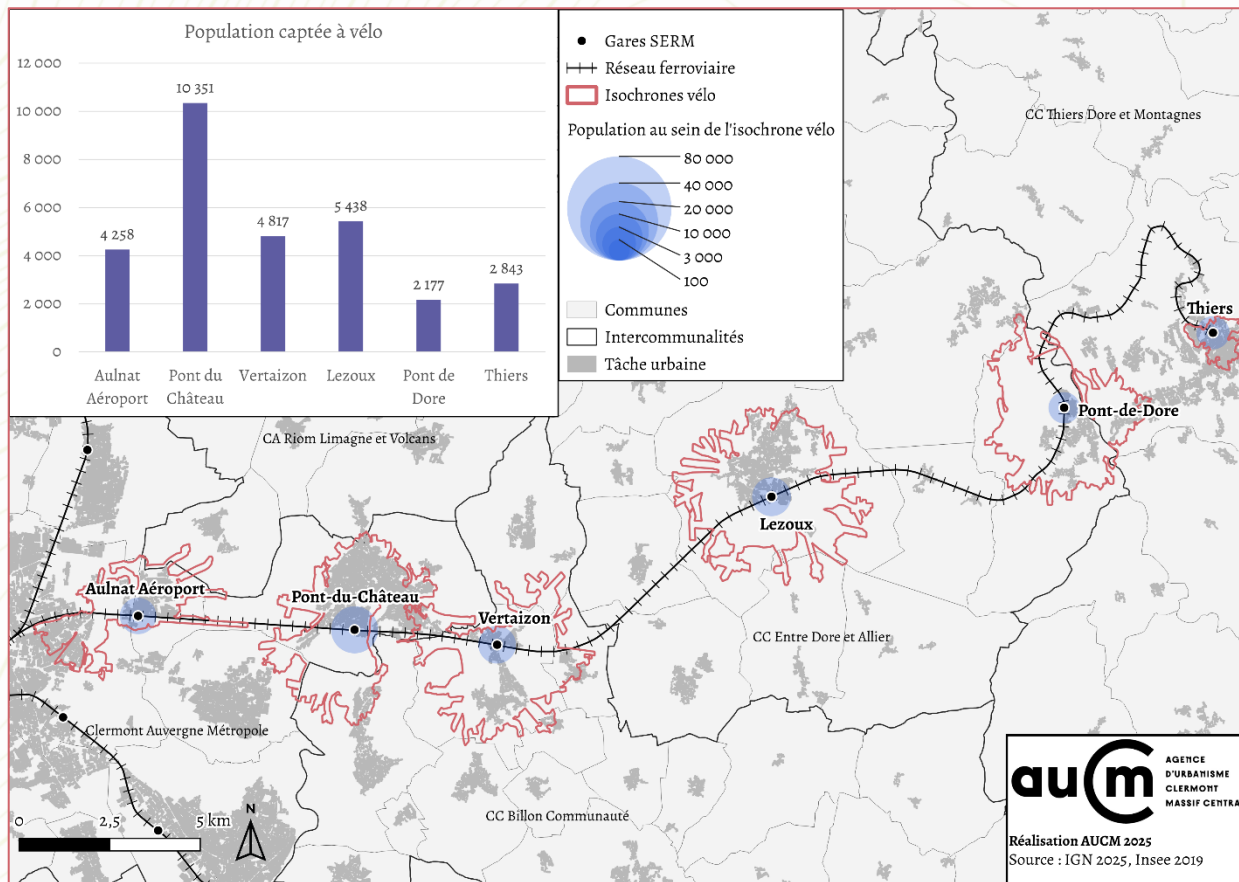 Population captée à vélo
12 000
10 000
8 000
6 000
4 000
2 000
0
4 258
10 351
4 817
5 438
2 177
2 843
Aulnat
Aéroport
Pont du
Château
Vertaizon
Lezoux
Pont de
Dore
Thiers
Gares SERM
Réseau ferroviaire
Isochrones vélo
Population au sein de l'isochrone vélo
80 000
40 000
20 000
10 000
3 000
100
Communes
Intercommunalités
Tâche urbaine
CC Thiers Dore et Montagnes
Thiers
Pont-de-Dore
CA Riom Limagne et Volcans
Lezoux
Aulnat Aéroport
Pont-du-Château
Vertaizon
CC Entre Dore et Allier
Clermont Auvergne Métropole
CC Billon Communauté
N
0 2,5 5 km
aucm
AGENCE
D'URBANISME
CLERMONT
MASSIF CENTRAL
Réalisation AUCM 2025
Source : IGN 2025, Insee 2019